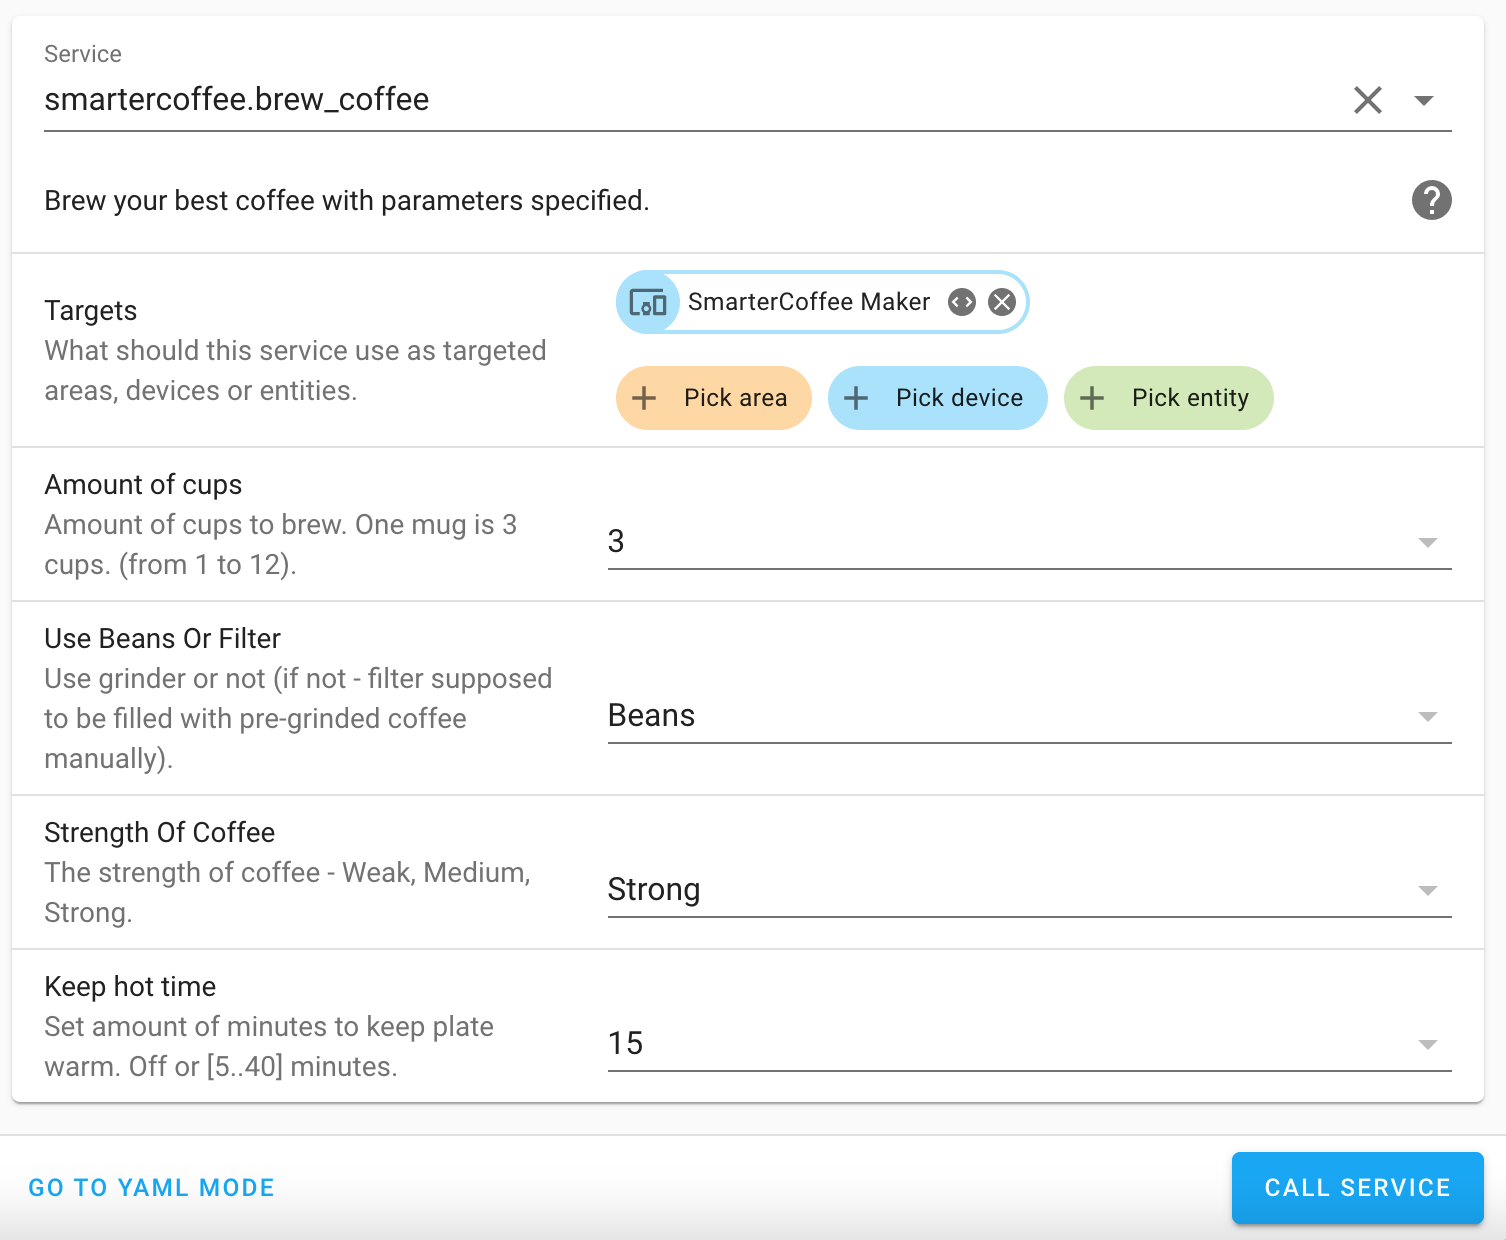 Service
smartercoffee.brew_coffee
Brew your best coffee with parameters specified.
?
Targets
What should this service use as targeted
areas, devices or entities.
SmarterCoffee Maker
Pick area
Pick device
Pick entity
Amount of cups
Amount of cups to brew. One mug is 3
cups. (from 1 to 12).
3
Use Beans Or Filter
Use grinder or not (if not - filter supposed
to be filled with pre-grinded coffee
manually).
Beans
Strength Of Coffee
The strength of coffee - Weak, Medium,
Strong.
Strong
Keep hot time
Set amount of minutes to keep plate
warm. Off or [5..40] minutes.
15
GO TO YAML MODE
CALL SERVICE